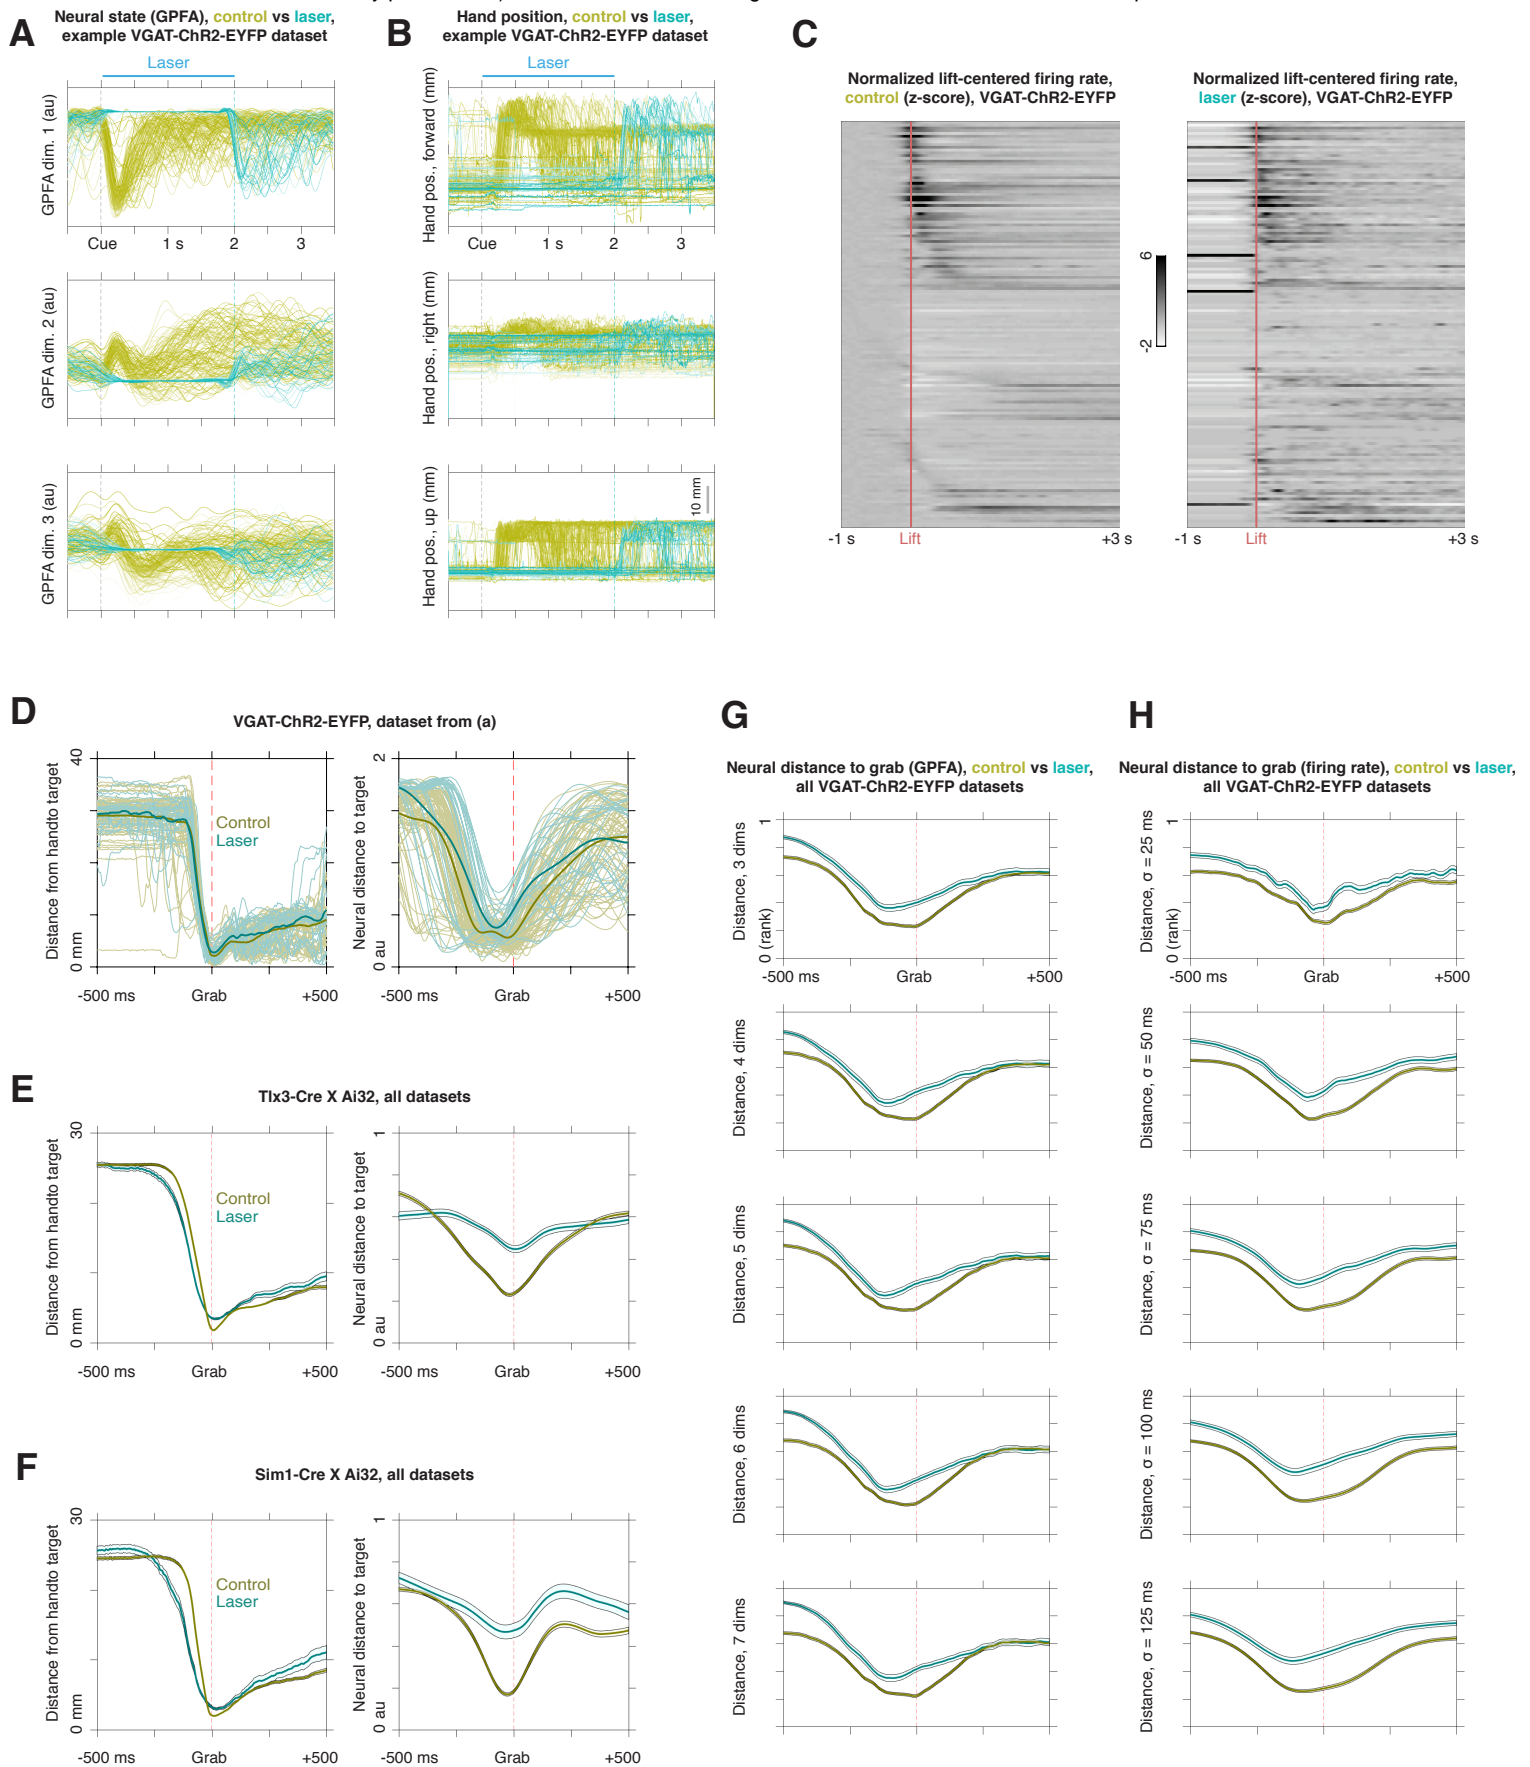 A
Neural state (GPFA), control vs laser,
example VGAT-ChR2-EYFP dataset
Laser
GPFA dim. 1 (au)
Cue
1 s
2
3
GPFA dim. 2 (au)
GPFA dim. 3 (au)
B
Hand position, control vs laser,
example VGAT-ChR2-EYFP dataset
Laser
Hand pos., forward (mm)
Cue
1 s
2
3
Hand pos., right (mm)
Hand pos., up (mm)
10 mm
C
Normalized lift-centered firing rate,
control (z-score), VGAT-ChR2-EYFP
-1 s
Lift
+3 s
6
-2
Normalized lift-centered firing rate,
laser (z-score), VGAT-ChR2-EYFP
-1 s
Lift
+3 s
D
VGAT-ChR2-EYFP, dataset from (a)
Distance from handto target
0 mm
40
Control
Laser
-500 ms
Grab
+500
Neural distance to target
0 au
2
-500 ms
Grab
+500
E
Tlx3-Cre X Ai32, all datasets
Distance from handto target
0 mm
30
Control
Laser
-500 ms
Grab
+500
Neural distance to target
0 au
1
-500 ms
Grab
+500
F
Sim1-Cre X Ai32, all datasets
Distance from handto target
0 mm
30
Control
Laser
-500 ms
Grab
+500
Neural distance to target
0 au
1
-500 ms
Grab
+500
G
Neural distance to grab (GPFA), control vs laser,
all VGAT-ChR2-EYFP datasets
Distance, 3 dims
0 (rank)
1
-500 ms
Grab
+500
Distance, 4 dims
Distance, 5 dims
Distance, 6 dims
Distance, 7 dims
H
Neural distance to grab (firing rate), control vs laser,
all VGAT-ChR2-EYFP datasets
Distance, σ = 25 ms
0 (rank)
1
-500 ms
Grab
+500
Distance, σ = 50 ms
Distance, σ = 75 ms
Distance, σ = 100 ms
Distance, σ = 125 ms